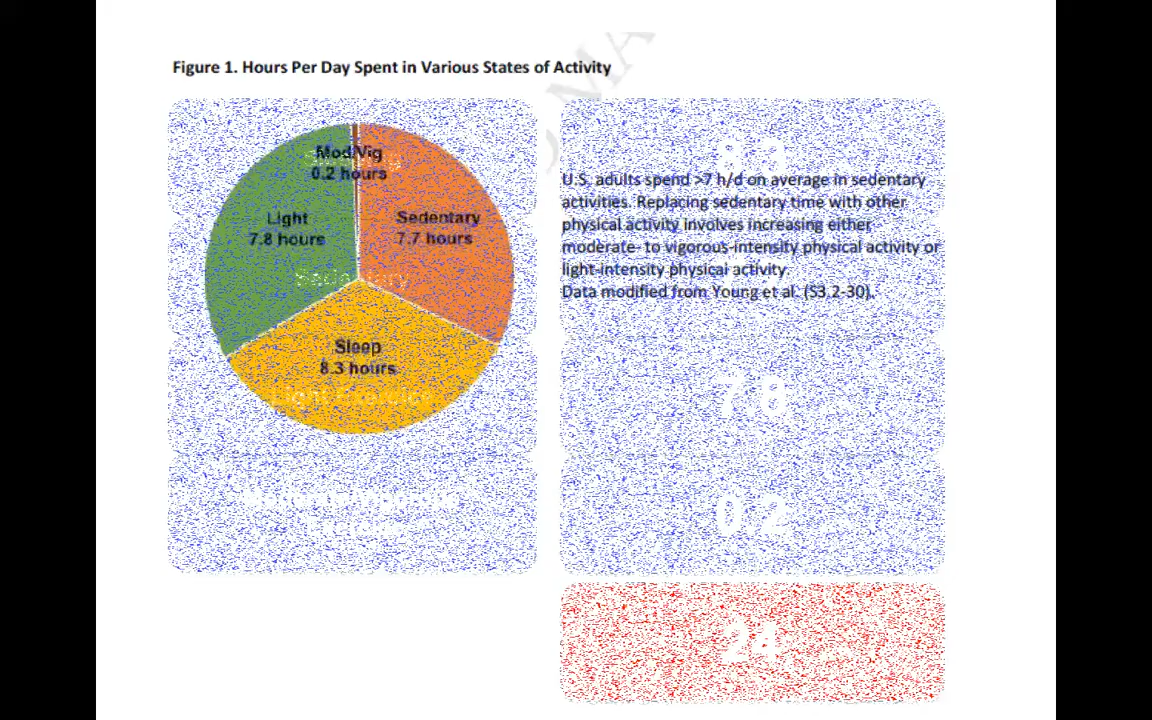 Figure 1. Hours Per Day Spent in Various States of Activity
Mod/Vig
0.2 hours
Light
7.8 hours
Sedentary
7.7 hours
Sleep
8.3 hours
U.S. adults spend >7 h/d on average in sedentary
activities. Replacing sedentary time with other
physical activity involves increasing either
moderate- to vigorous-intensity physical activity or
light-intensity physical activity.
Data modified from Young et al. (S3.2-30).
8.3
Sedentary
7.8
0.2
24